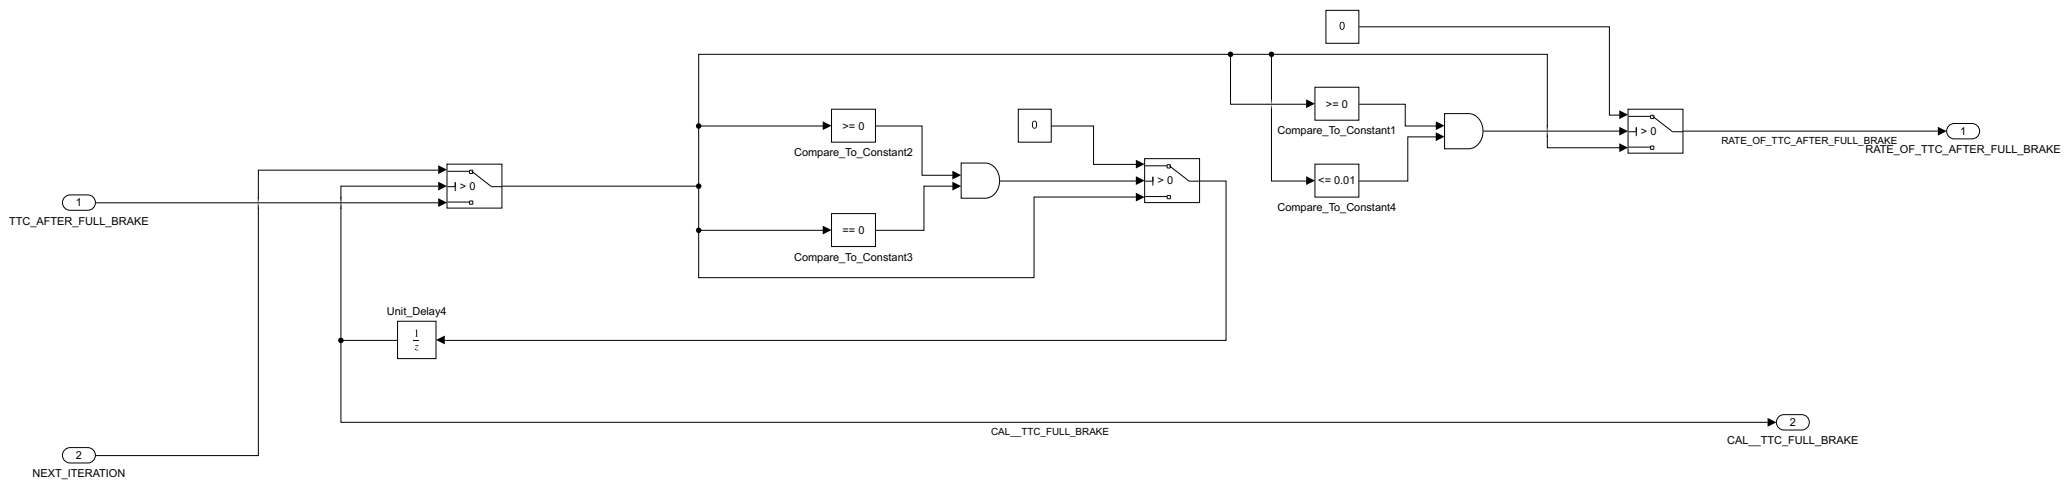 0
>= 0
Compare_To_Constant1
>= 0
Compare_To_Constant2
0
> 0
1
RATE_OF_TTC_AFTER_FULL_BRAKE
RATE_OF_TTC_AFTER_FULL_BRAKE
> 0
> 0
<= 0.01
Compare_To_Constant4
1
TTC_AFTER_FULL_BRAKE
== 0
Compare_To_Constant3
Unit_Delay4
1
z
2
CAL__TTC_FULL_BRAKE
CAL__TTC_FULL_BRAKE
2
NEXT_ITERATION